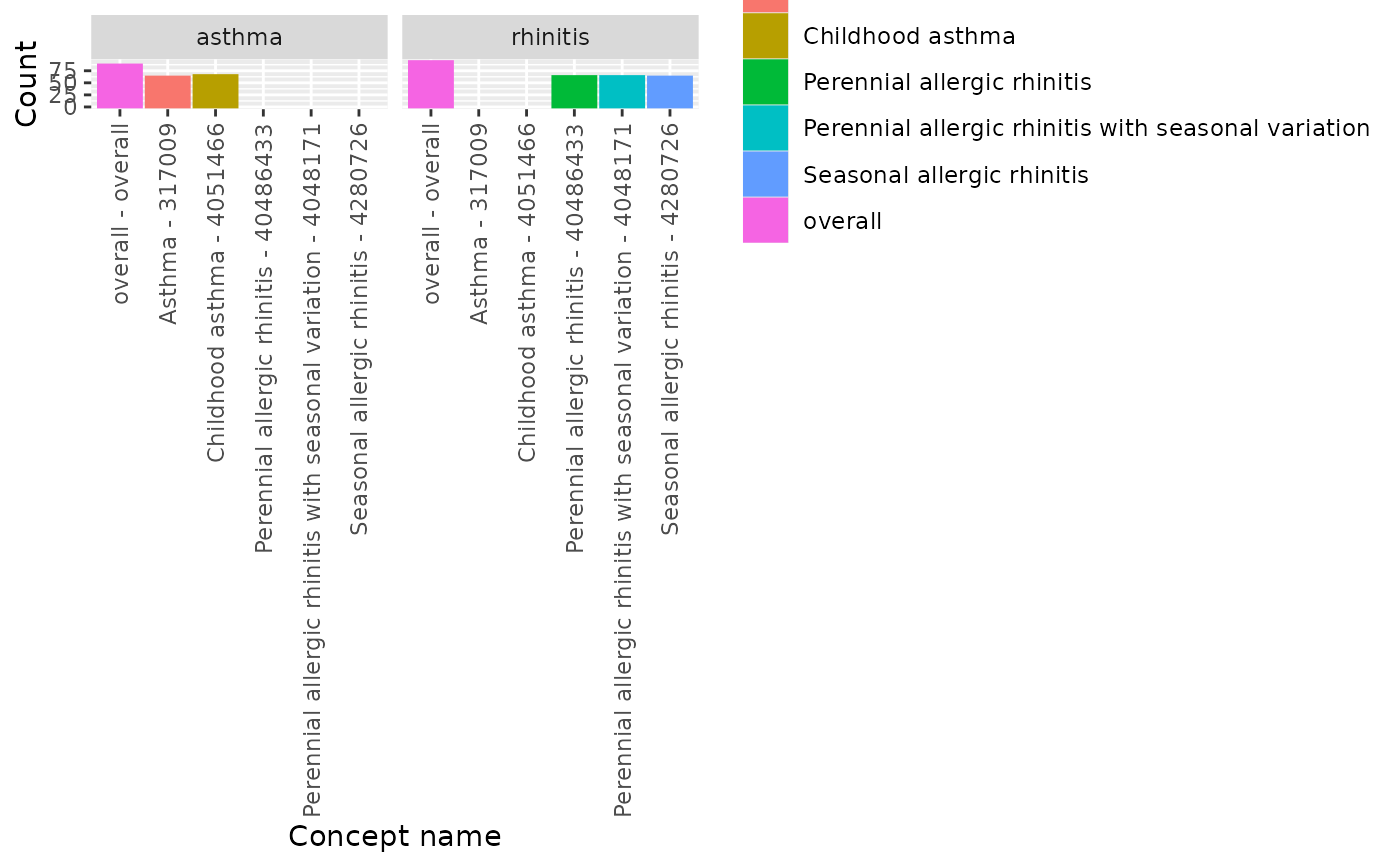 asthma
rhinitis
Count
75
50
25
0
overall - overall
Asthma - 317009
Childhood asthma - 4051466
Perennial allergic rhinitis - 40486433
Perennial allergic rhinitis with seasonal variation - 4048171
Seasonal allergic rhinitis - 4280726
overall - overall
Asthma - 317009
Childhood asthma - 4051466
Perennial allergic rhinitis - 40486433
Perennial allergic rhinitis with seasonal variation - 4048171
Seasonal allergic rhinitis - 4280726
Concept name
Childhood asthma
Perennial allergic rhinitis
Perennial allergic rhinitis with seasonal variation
Seasonal allergic rhinitis
overall